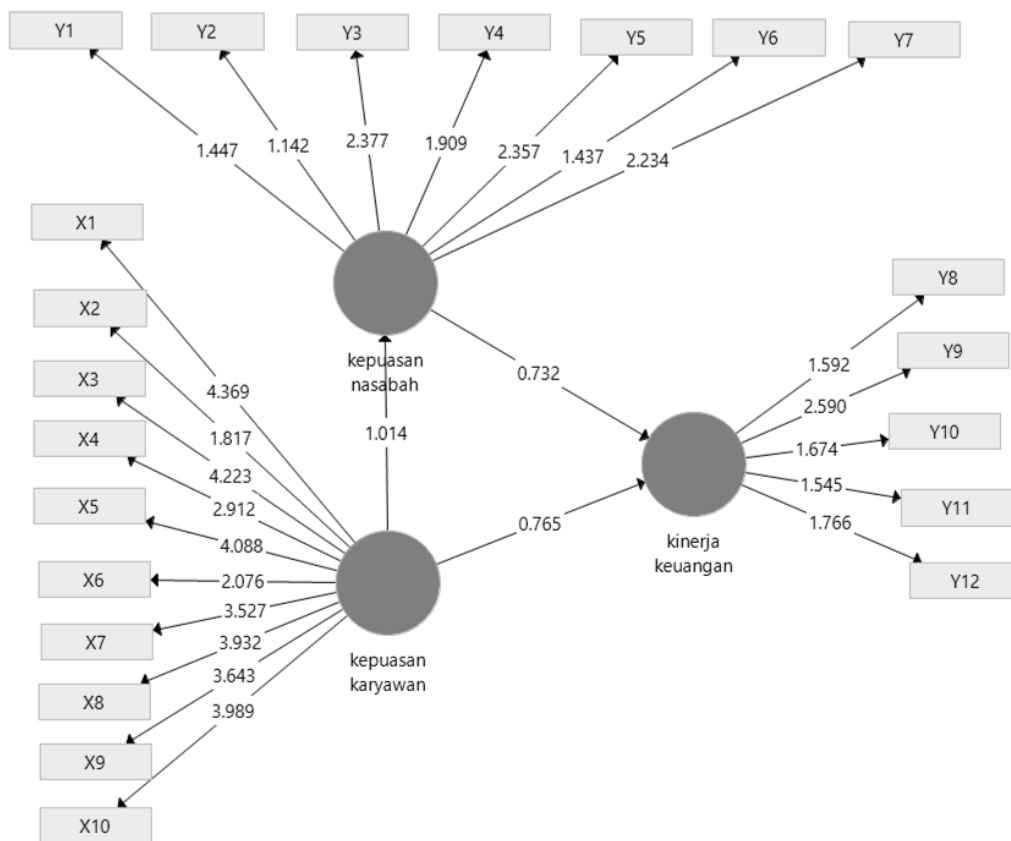 Y1
Y2
Y3
Y4
Y5
Y6
Y7
1.447
1.142
2.377
1.909
2.357
1.437
2.234
X1
X2
X3
X4
X5
X6
X7
X8
X9
X10
4.369
1.817
4.223
2.912
4.088
2.076
3.527
3.932
3.643
3.989
kepuasan
nasabah
1.014
kepuasan
karyawan
0.732
0.765
kinerja
keuangan
1.592
2.590
1.674
1.545
1.766
Y8
Y9
Y10
Y11
Y12